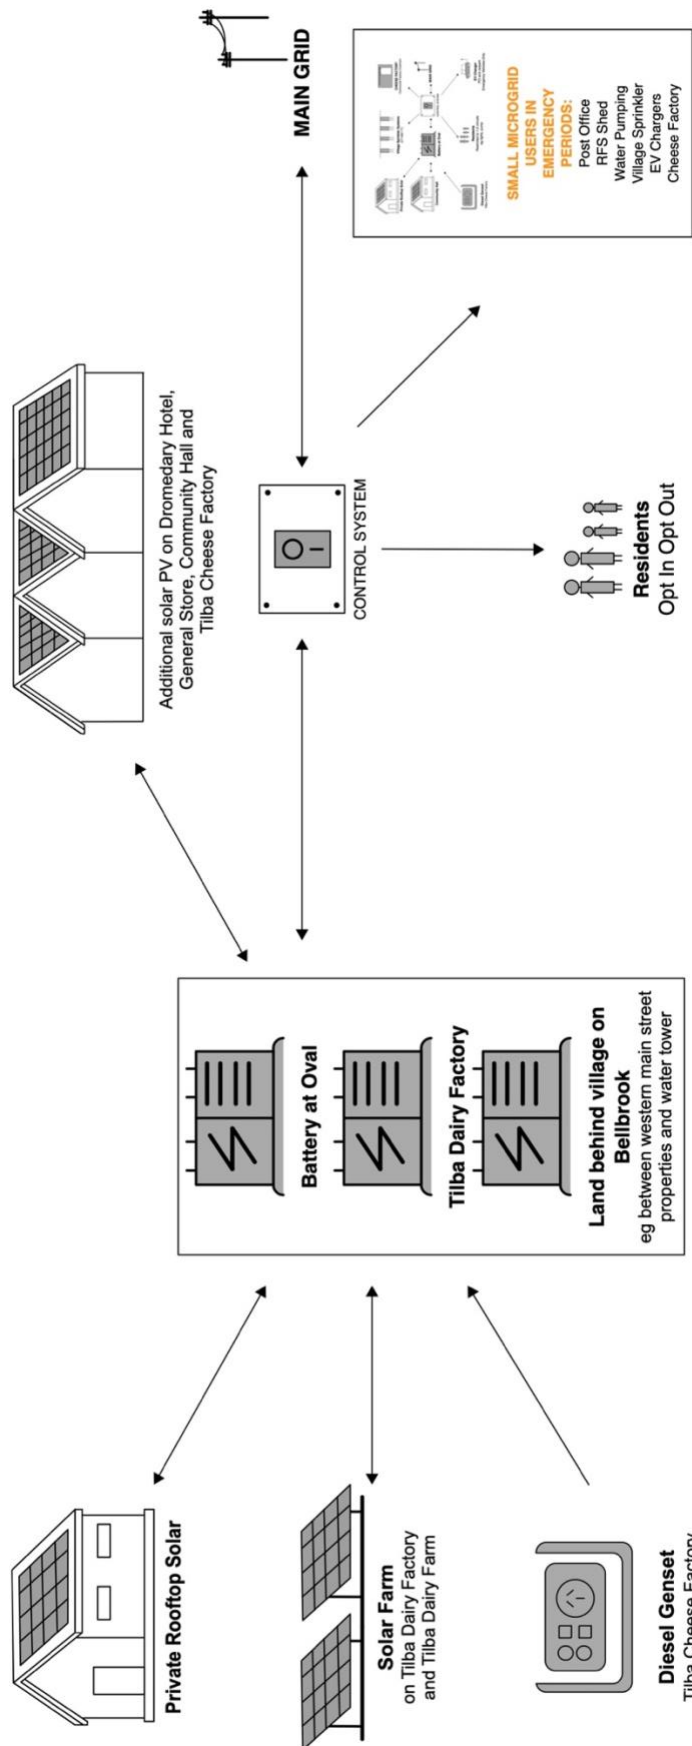 Private Rooftop Solar
Solar Farm
on Tilba Dairy Factory
and Tilba Dairy Farm
Diesel Genset
Tilba Cheese Factory
Battery at Oval
Tilba Dairy Factory
Land behind village on
Bellbrook
eg between western main street
properties and water tower
Additional solar PV on Dromedary Hotel,
General Store, Community Hall and
Tilba Cheese Factory
CONTROL SYSTEM
Residents
Opt In Opt Out
MAIN GRID
SMALL MICROGRID
USERS IN
EMERGENCY
PERIODS:
Post Office
RFS Shed
Water Pumping
Village Sprinkler
EV Chargers
Cheese Factory